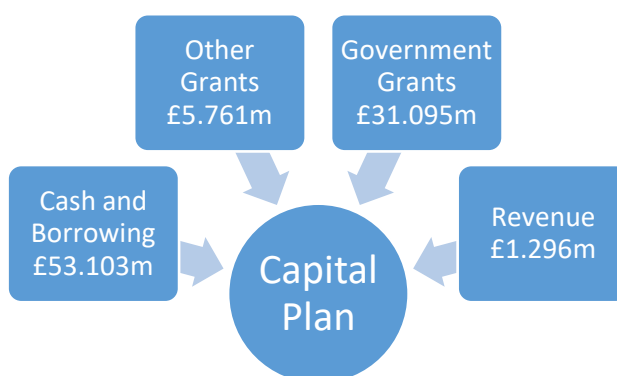 Other
Grants
£5.761m
Government
Grants
£31.095m
Cash and
Borrowing
£53.103m
Revenue
£1.296m
Capital
Plan